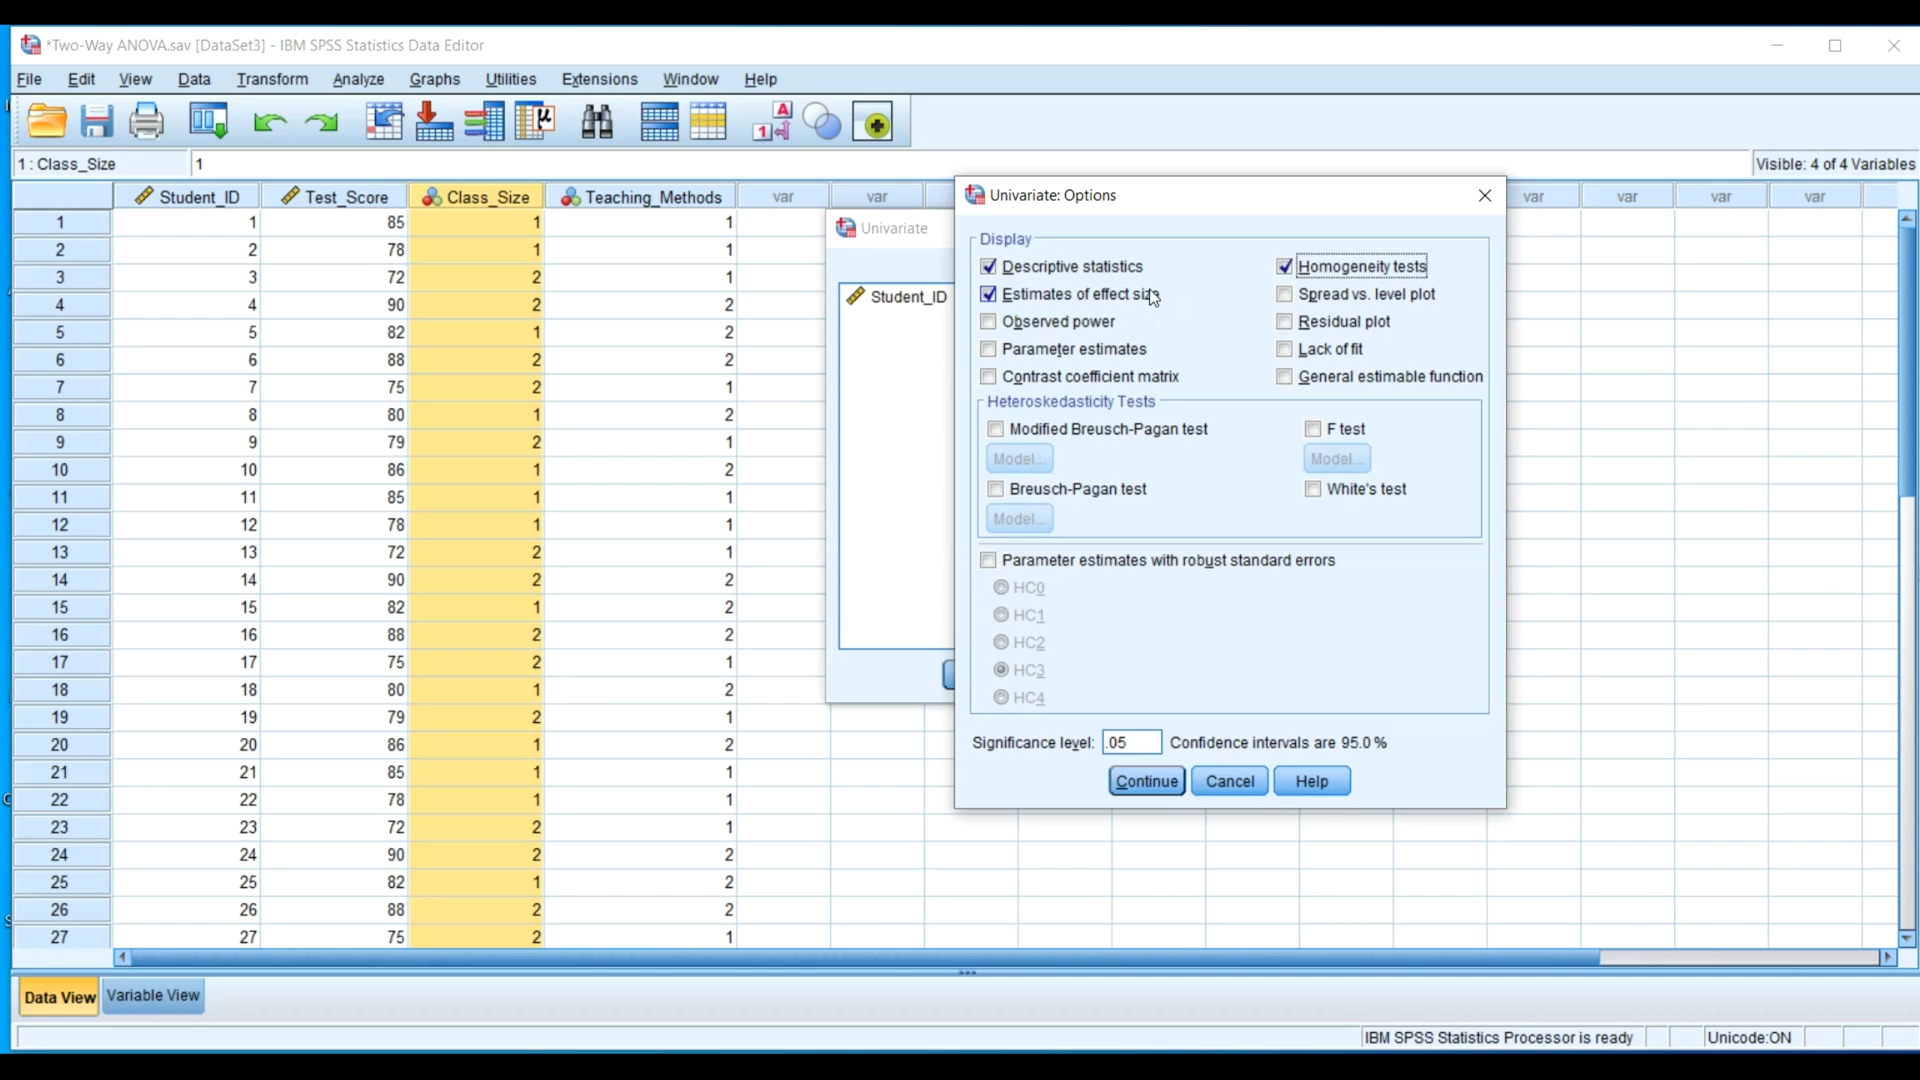 *Two-Way ANOVA.sav [DataSet3] - IBM SPSS Statistics Data Editor
File Edit View Data Transform Analyze Graphs Utilities Extensions Window Help
1 : Class_Size 1 Visible: 4 of 4 Variables
Student_ID Test_Score Class_Size Teaching_Methods var var var var var var
1 1 85 1 1
2 2 78 1 1
3 3 72 2 1
4 4 90 2 2
5 5 82 1 2
6 6 88 2 2
7 7 75 2 1
8 8 80 1 2
9 9 79 2 1
10 10 86 1 2
11 11 85 1 1
12 12 78 1 1
13 13 72 2 1
14 14 90 2 2
15 15 82 1 2
16 16 88 2 2
17 17 75 2 1
18 18 80 1 2
19 19 79 2 1
20 20 86 1 2
21 21 85 1 1
22 22 78 1 1
23 23 72 2 1
24 24 90 2 2
25 25 82 1 2
26 26 88 2 2
27 27 75 2 1
Univariate
Student_ID
Univariate: Options
Display
Descriptive statistics Homogeneity tests
Estimates of effect size Spread vs. level plot
Observed power Residual plot
Parameter estimates Lack of fit
Contrast coefficient matrix General estimable function
Heteroskedasticity Tests
Modified Breusch-Pagan test F test
Model... Model...
Breusch-Pagan test White's test
Model...
Parameter estimates with robust standard errors
HC0
HC1
HC2
HC3
HC4
Significance level: .05 Confidence intervals are 95.0 %
Continue Cancel Help
Data View Variable View
IBM SPSS Statistics Processor is ready Unicode:ON